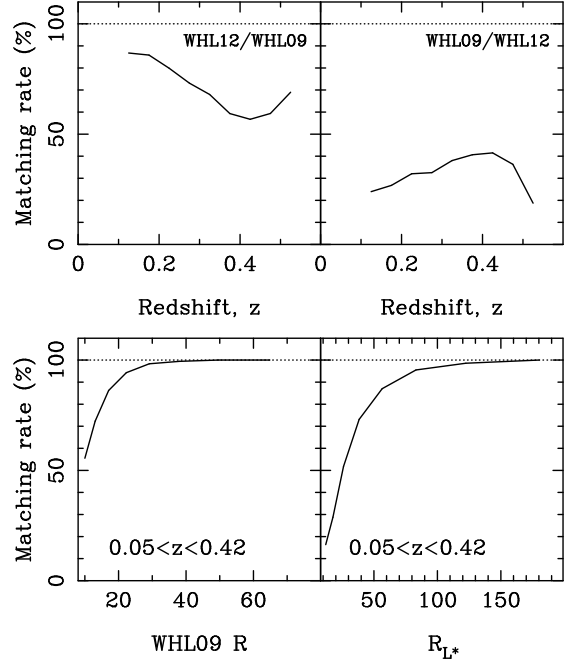 100
50
0
Matching rate (%)
WHL12/WHL09
WHL09/WHL12
0 0.2 0.4 0 0.2 0.4
Redshift, z Redshift, z
100
50
0
Matching rate (%)
0.05<z<0.42
0.05<z<0.42
20 40 60 50 100 150
WHL09 R R_L*